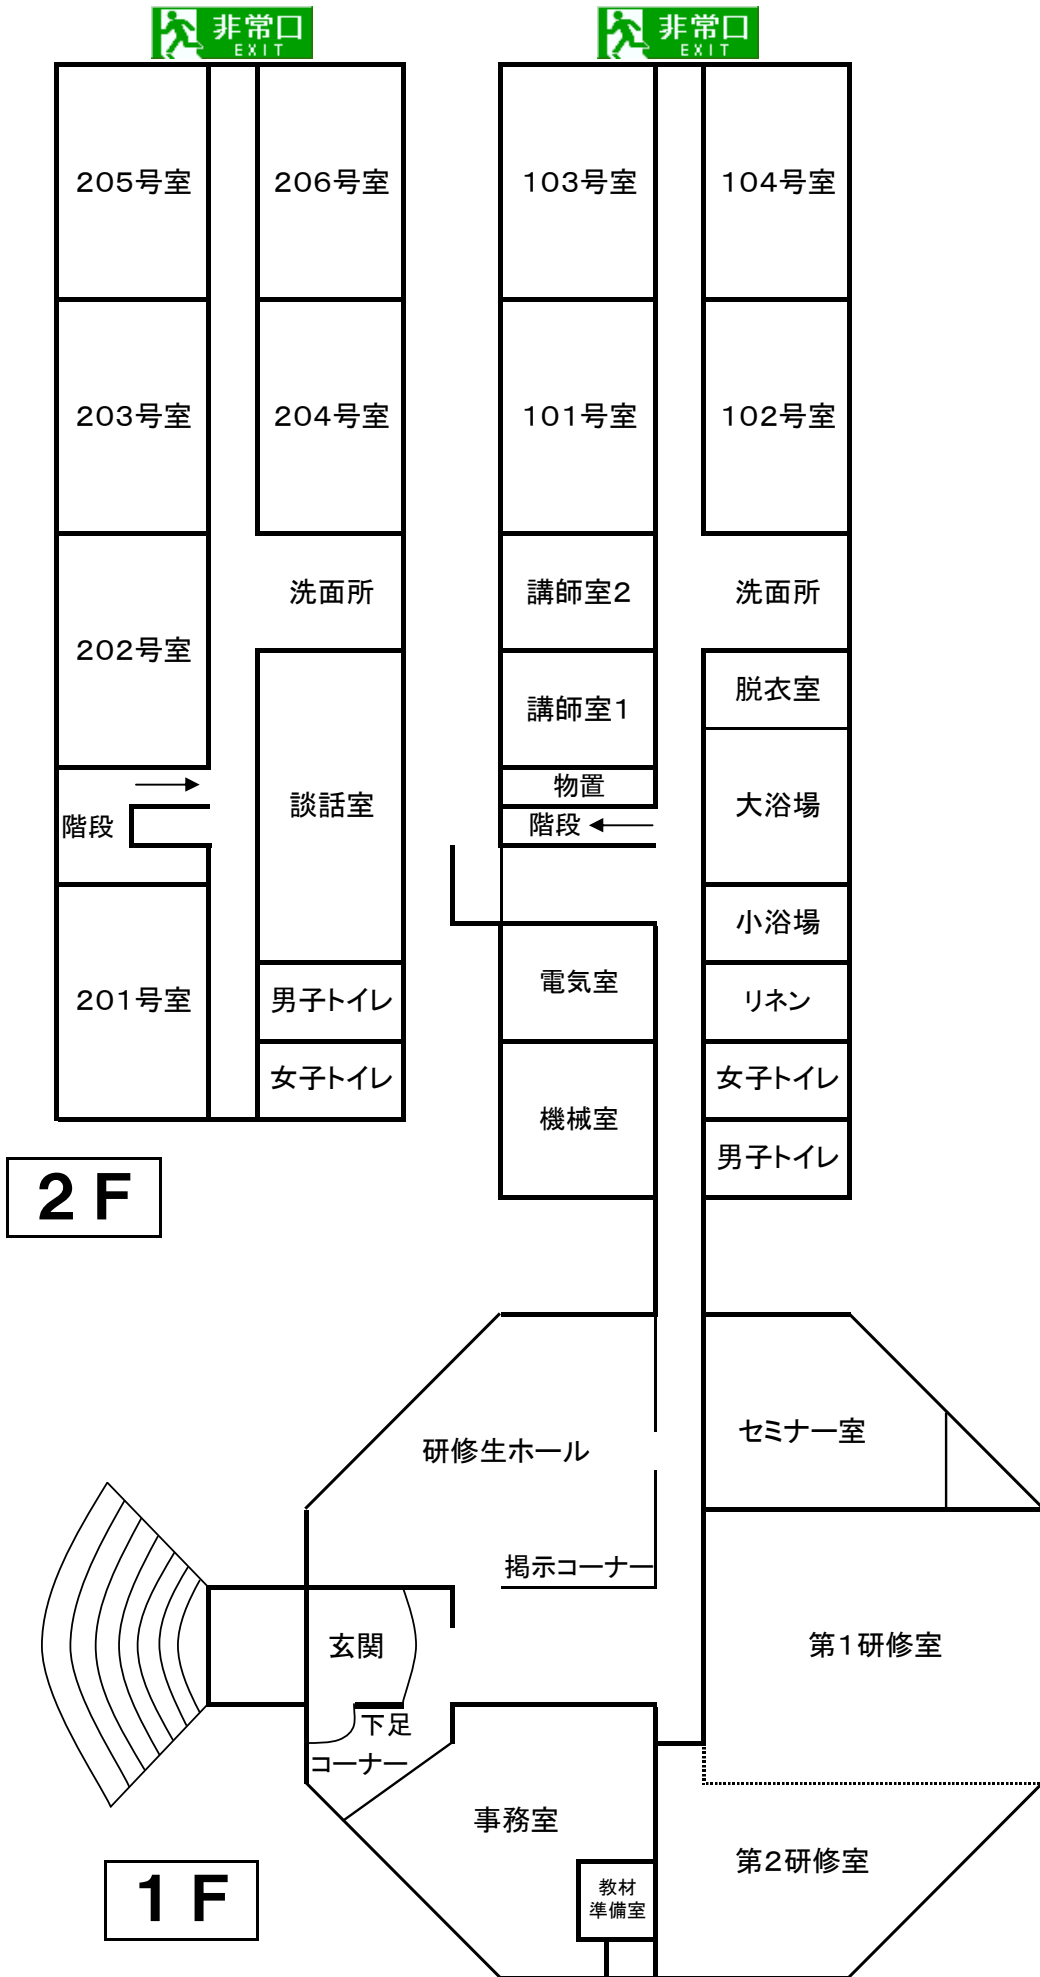 非常口
EXIT
非常口
EXIT
205号室
206号室
103号室
104号室
203号室
204号室
101号室
102号室
洗面所
講師室2
洗面所
202号室
講師室1
脱衣室
物置
談話室
大浴場
階段
階段
小浴場
電気室
201号室
男子トイレ
リネン
女子トイレ
女子トイレ
機械室
男子トイレ
2F
セミナー室
研修生ホール
掲示コーナー
玄関
第1研修室
下足
コーナー
事務室
第2研修室
教材
準備室
1F